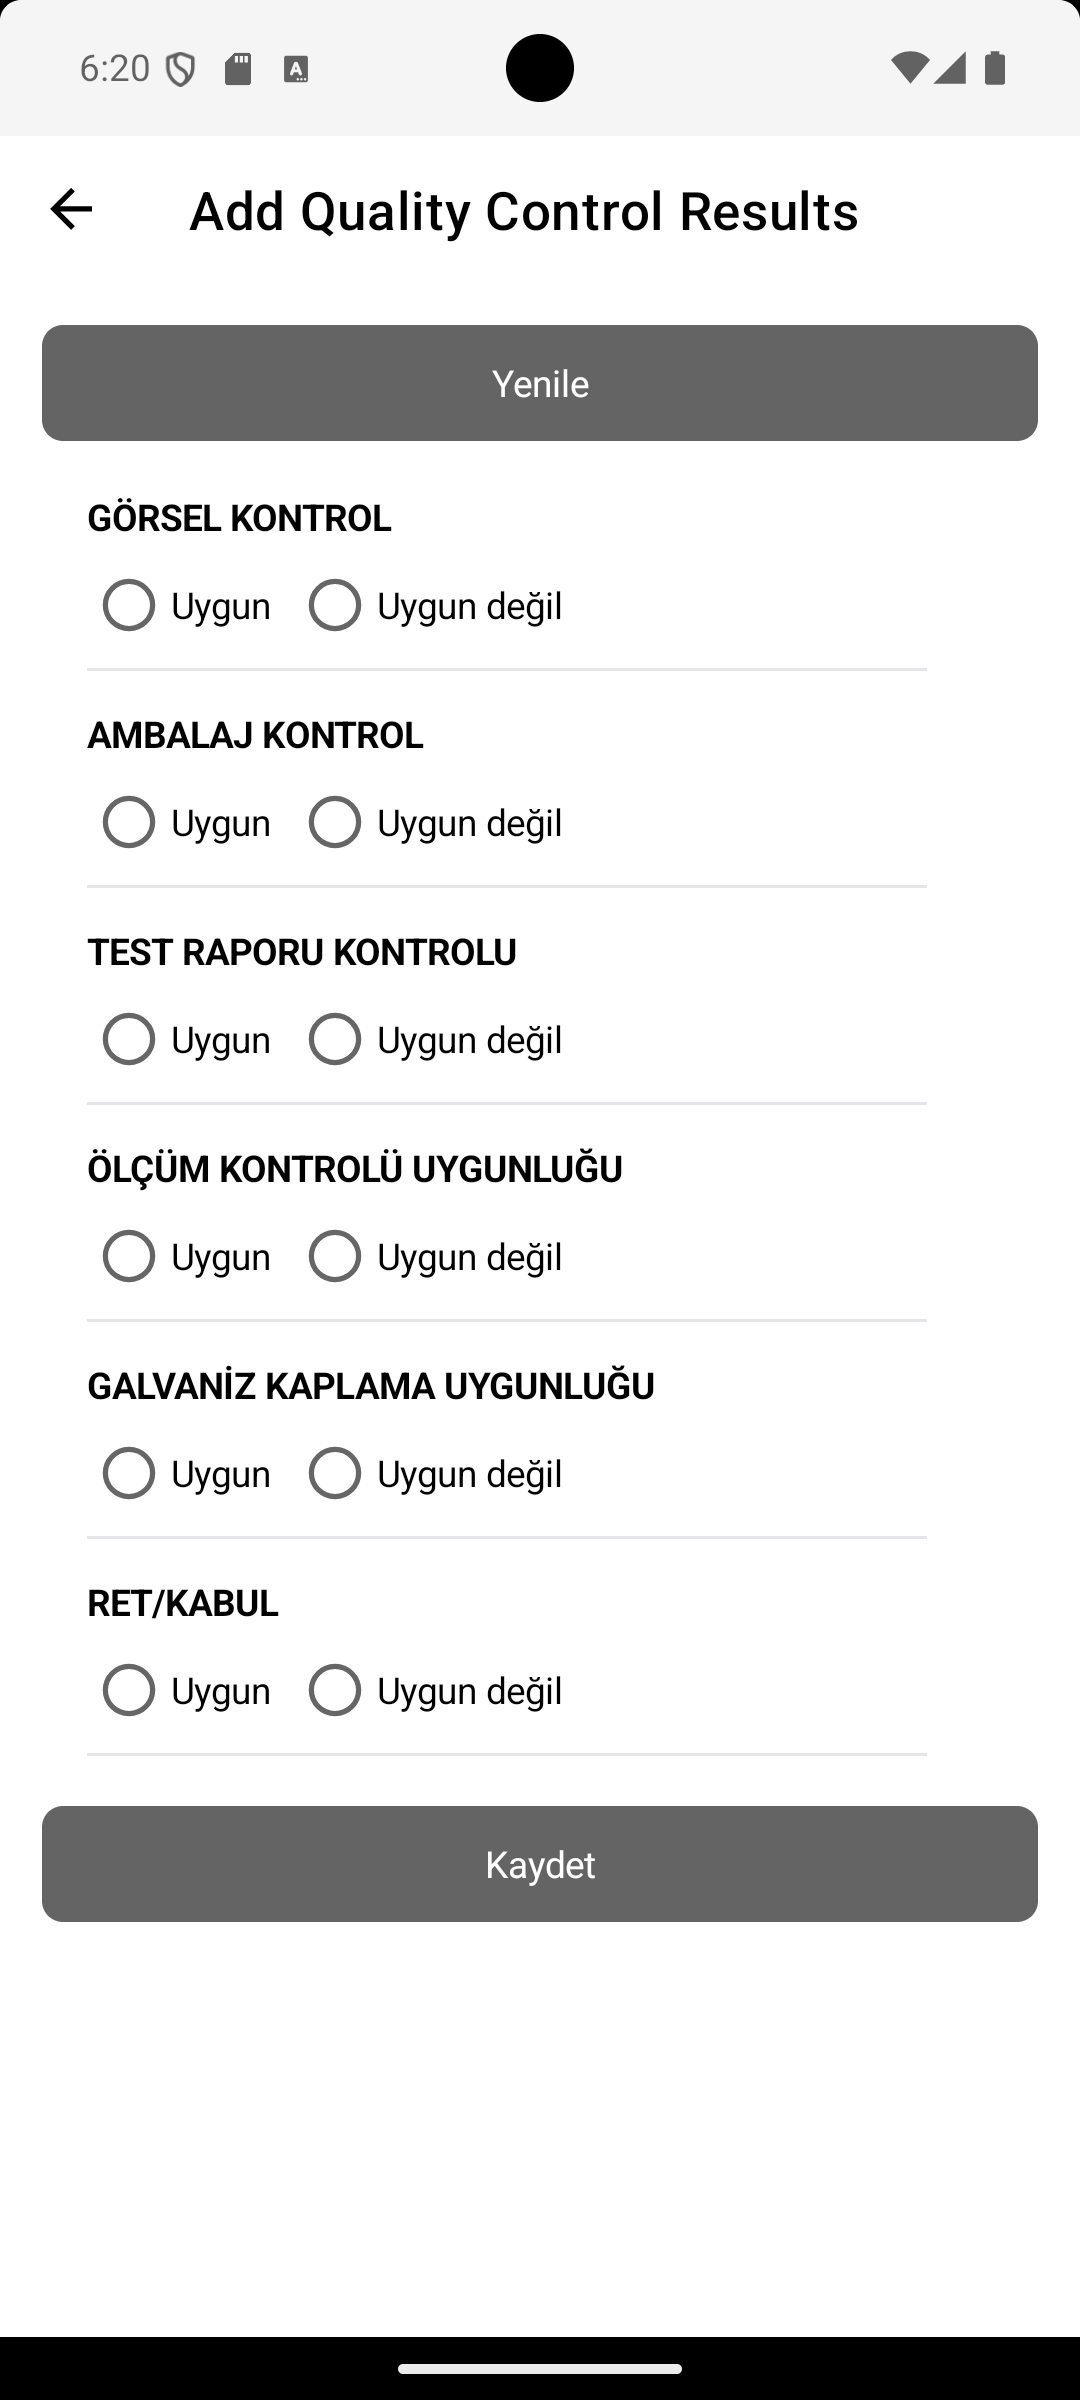 6:20
Add Quality Control Results
Yenile
GÖRSEL KONTROL
Uygun Uygun değil
AMBALAJ KONTROL
Uygun Uygun değil
TEST RAPORU KONTROLU
Uygun Uygun değil
ÖLÇÜM KONTROLÜ UYGUNLUĞU
Uygun Uygun değil
GALVANİZ KAPLAMA UYGUNLUĞU
Uygun Uygun değil
RET/KABUL
Uygun Uygun değil
Kaydet